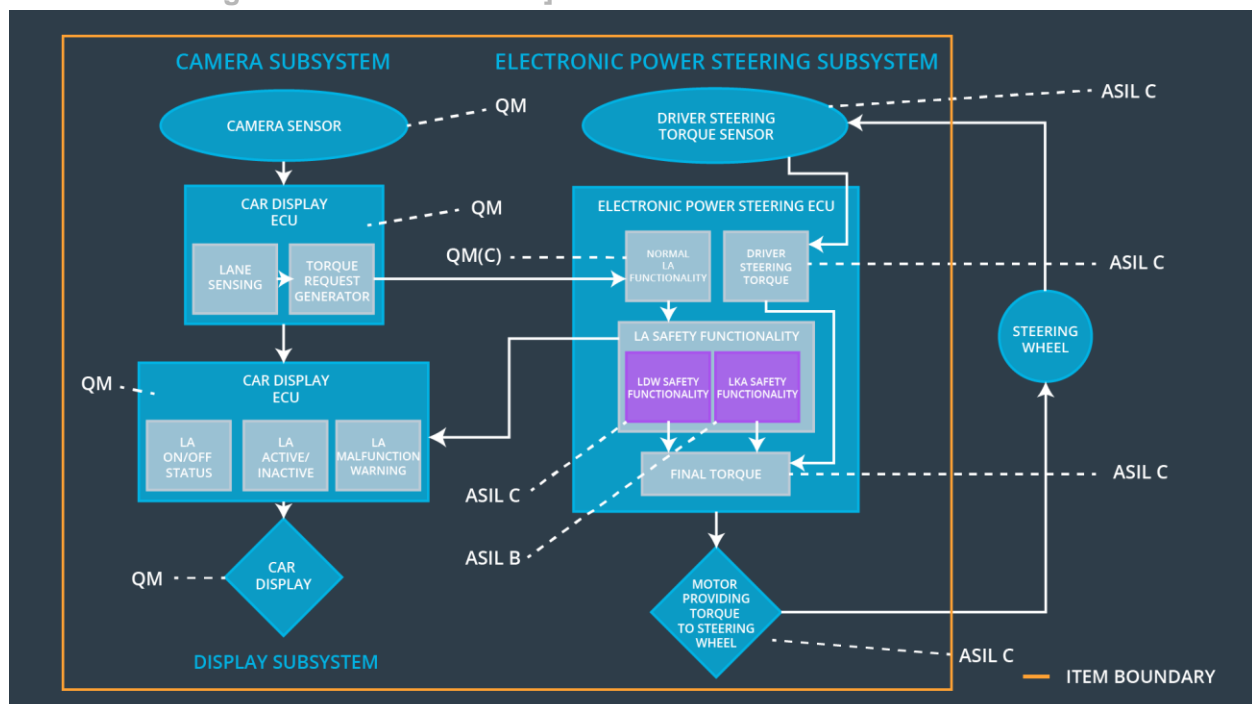 CAMERA SUBSYSTEM
ELECTRONIC POWER STEERING SUBSYSTEM
CAMERA SENSOR
QM
DRIVER STEERING
TORQUE SENSOR
ASIL C
CAR DISPLAY
ECU
QM
LANE
SENSING
TORQUE
REQUEST
GENERATOR
ELECTRONIC POWER STEERING ECU
QM(C)
NORMAL
LA
FUNCTIONALITY
DRIVER
STEERING
TORQUE
ASIL C
LA SAFETY FUNCTIONALITY
LDW SAFETY
FUNCTIONALITY
LKA SAFETY
FUNCTIONALITY
STEERING
WHEEL
QM
CAR DISPLAY
ECU
LA
ON/OFF
STATUS
LA
ACTIVE/
INACTIVE
LA
MALFUNCTION
WARNING
FINAL TORQUE
ASIL C
ASIL C
ASIL B
QM
CAR
DISPLAY
MOTOR
PROVIDING
TORQUE
TO STEERING
WHEEL
ASIL C
DISPLAY SUBSYSTEM
ITEM BOUNDARY